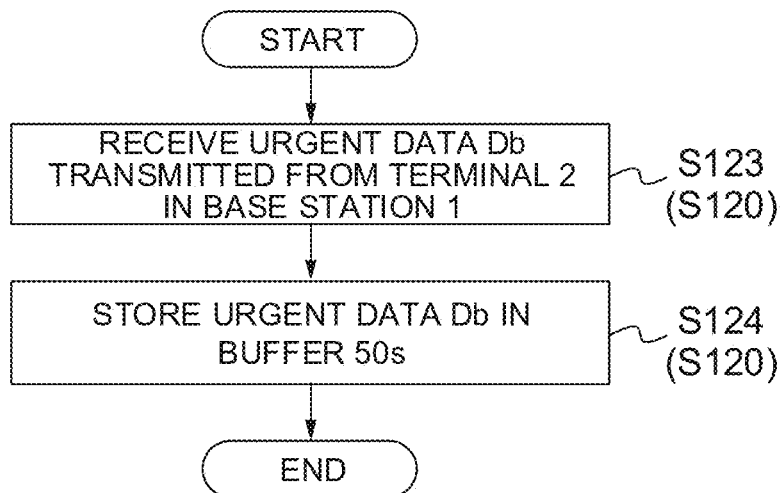 START
RECEIVE URGENT DATA Db
TRANSMITTED FROM TERMINAL 2
IN BASE STATION 1
S123
(S120)
STORE URGENT DATA Db IN
BUFFER 50s
S124
(S120)
END